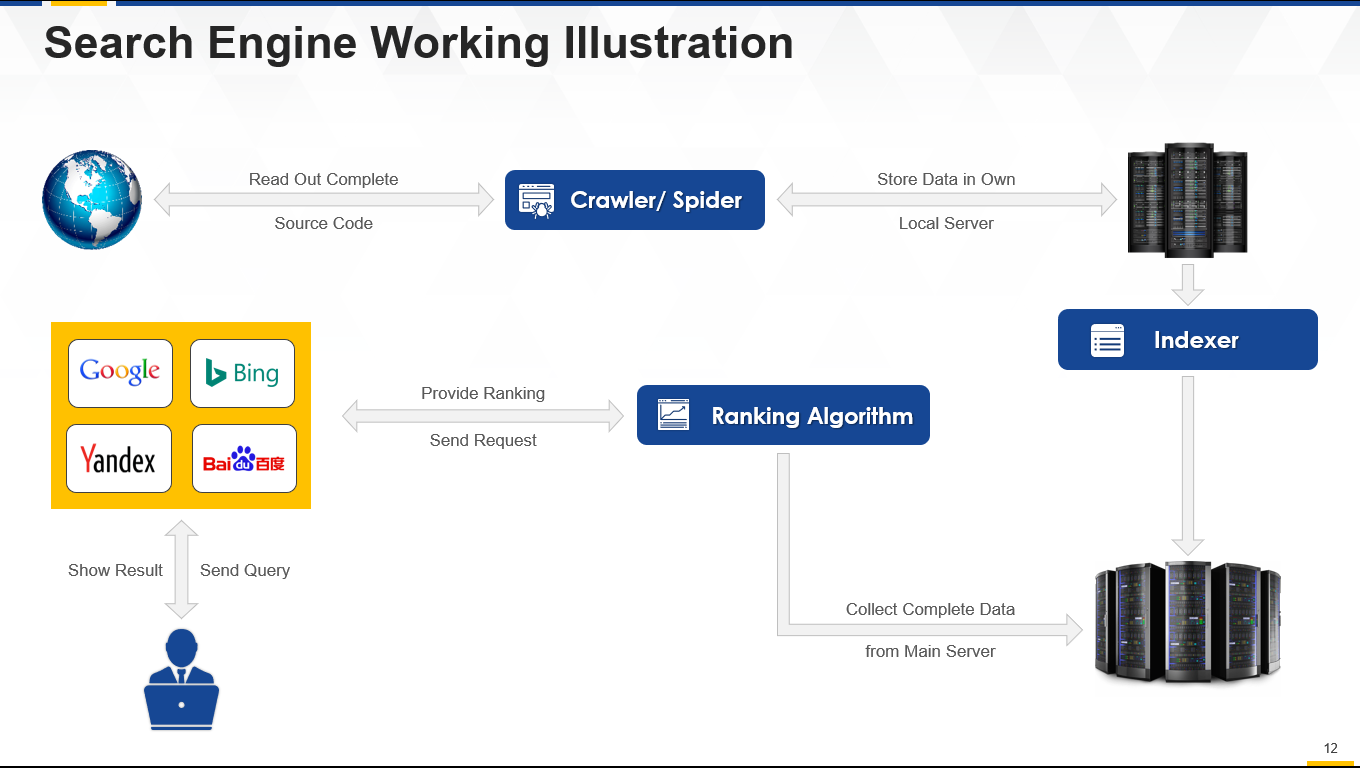 Search Engine Working Illustration
Read Out Complete
Source Code
Crawler/ Spider
Store Data in Own
Local Server
Indexer
Google
Bing
Yandex
Bai du 百度
Provide Ranking
Send Request
Ranking Algorithm
Show Result
Send Query
Collect Complete Data
from Main Server
12